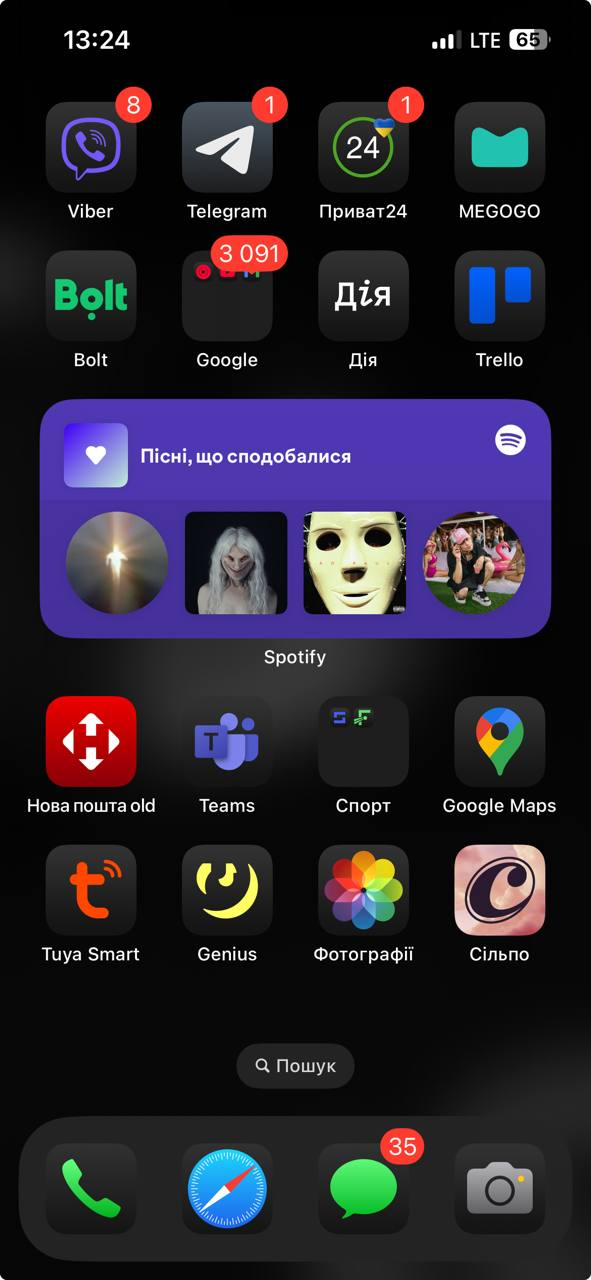 13:24
LTE 65
8
1
1
24
Viber
Telegram
Приват24
MEGOGO
Bolt
3 091
Дія
Bolt
Google
Дія
Trello
Пісні, що сподобалися
Spotify
T
Нова пошта old
Teams
Спорт
Google Maps
Tuya Smart
Genius
Фотографії
Сільпо
Пошук
35